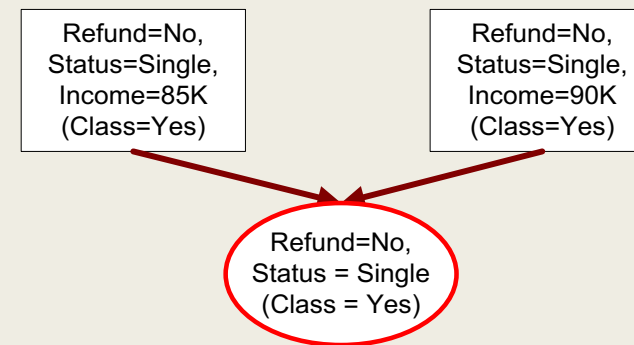 Refund=No,
Status=Single,
Income=85K
(Class=Yes)
Refund=No,
Status=Single,
Income=90K
(Class=Yes)
Refund=No,
Status = Single
(Class = Yes)